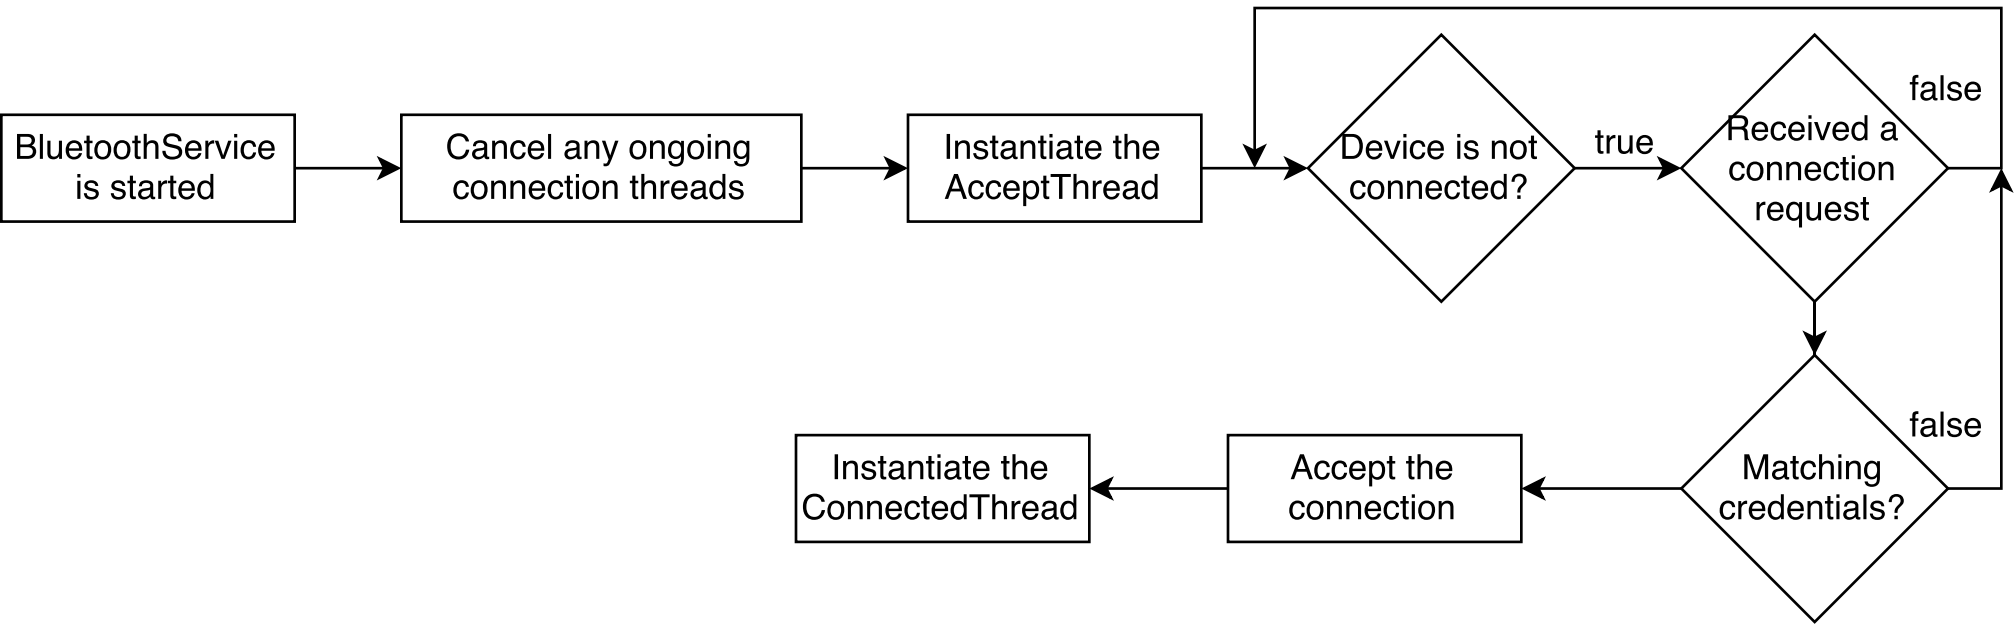 BluetoothService
is started
Cancel any ongoing
connection threads
Instantiate the
AcceptThread
Device is not
connected?
true
Received a
connection
request
false
Matching
credentials?
false
Accept the
connection
Instantiate the
ConnectedThread